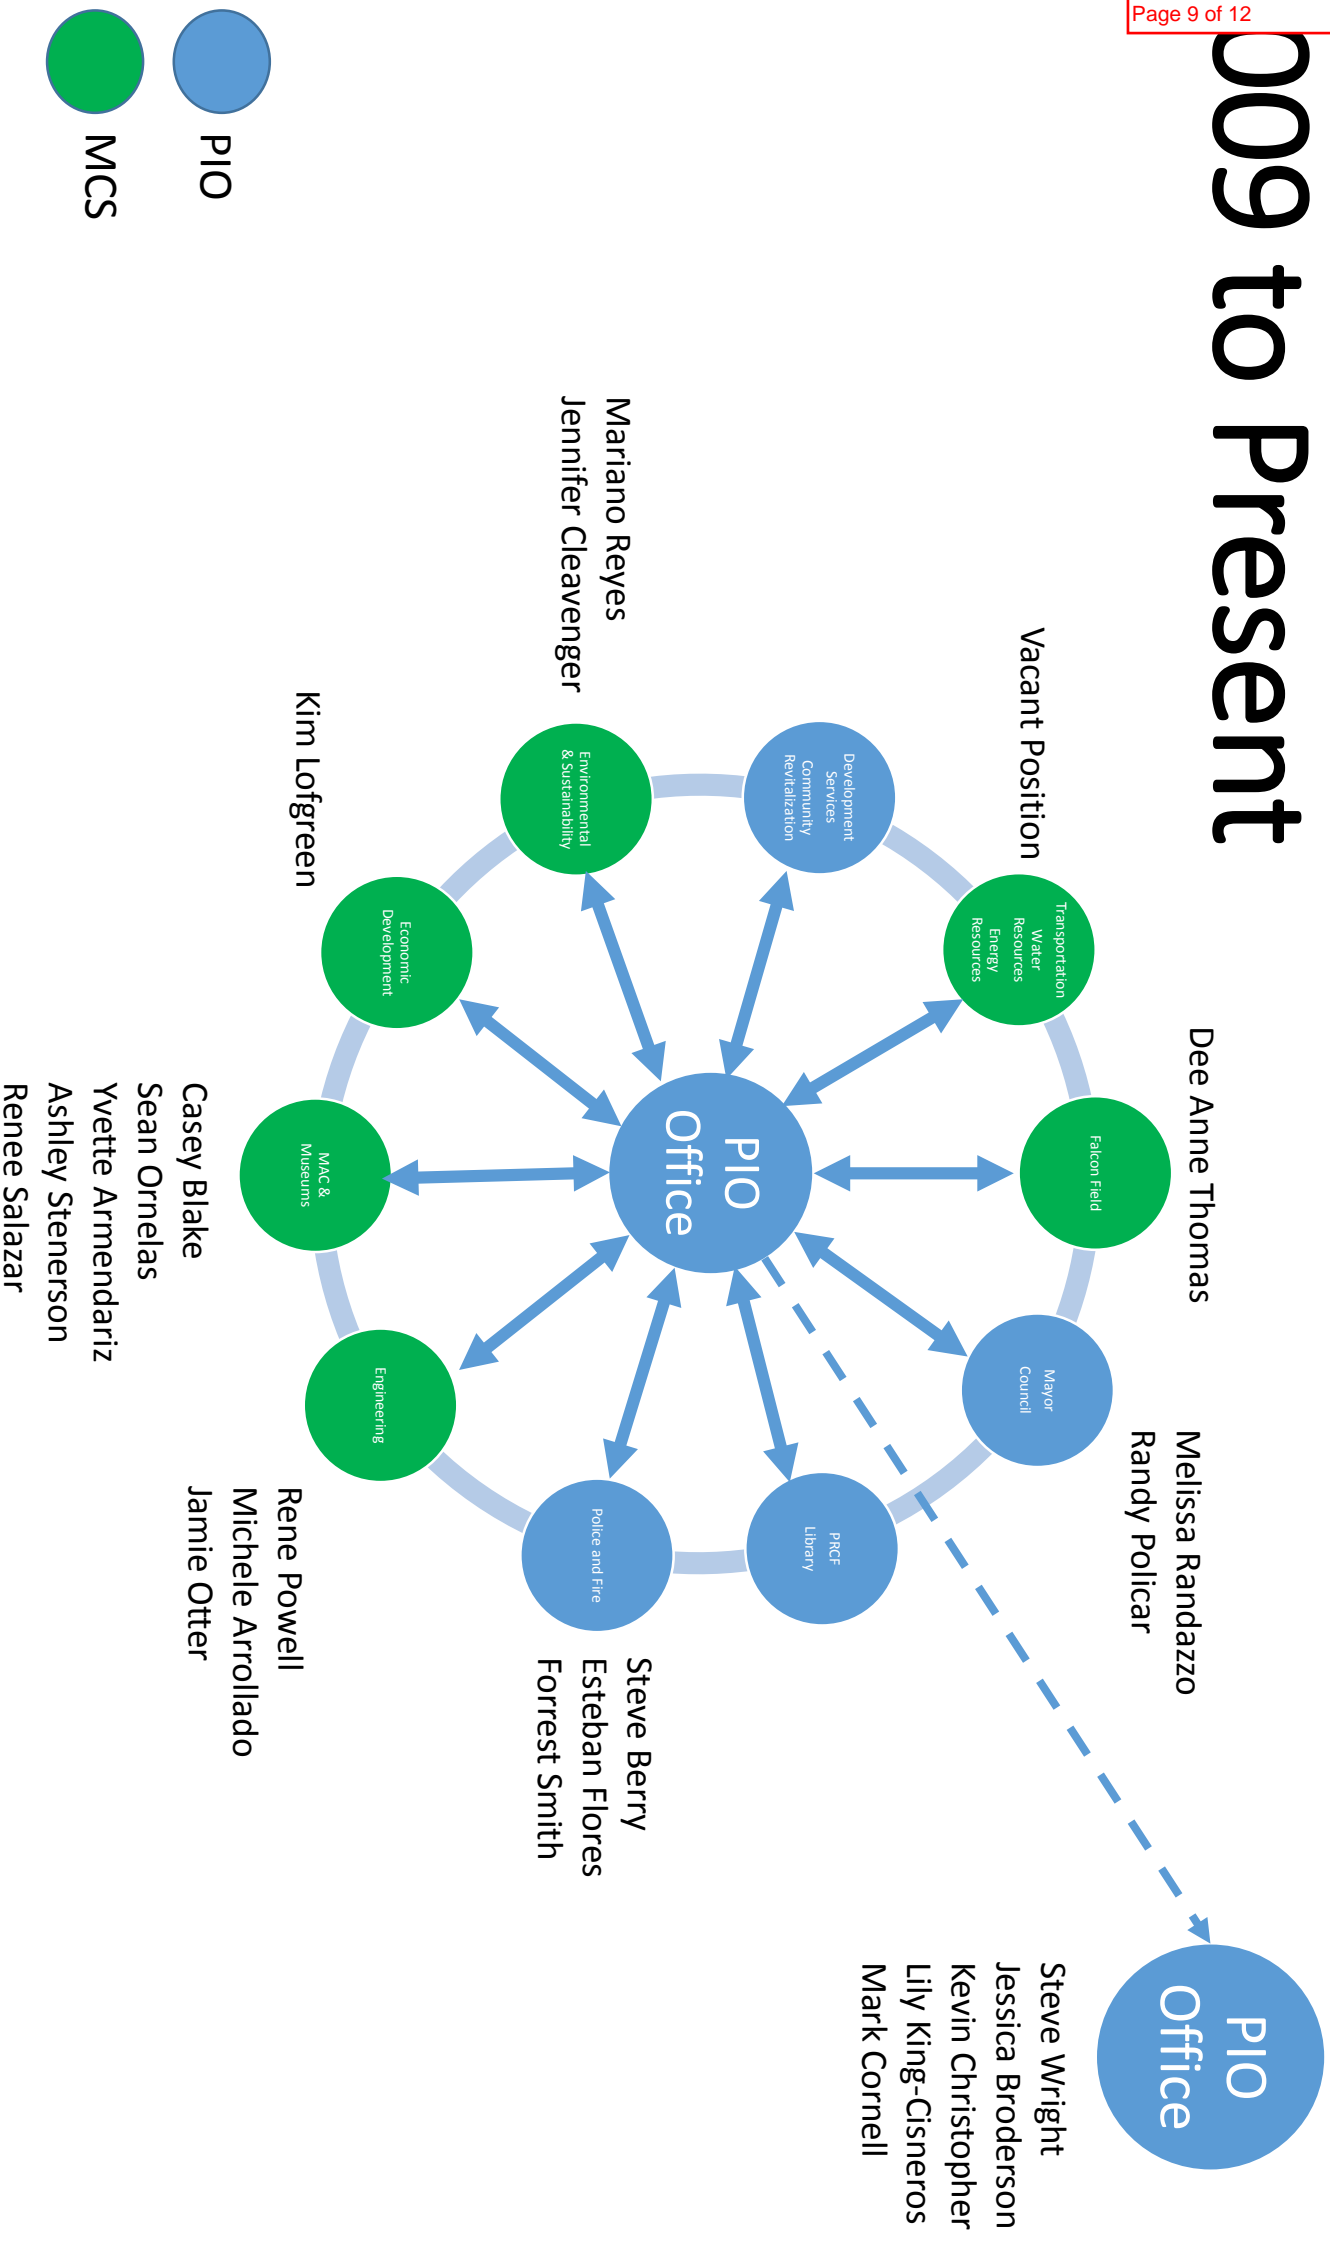 Page 9 of 12
009 to Present
Vacant Position
Dee Anne Thomas
Melissa Randazzo
Randy Policar
Mariano Reyes
Jennifer Cleavenger
Kim Lofgreen
Casey Blake
Sean Ornelas
Yvette Armendariz
Ashley Stenerson
Renee Salazar
Rene Powell
Michele Arrollado
Jamie Otter
Steve Berry
Esteban Flores
Forrest Smith
PIO
Office
Steve Wright
Jessica Broderson
Kevin Christopher
Lily King-Cisneros
Mark Cornell
Transportation
Water
Resources
Energy
Resources
Falcon Field
Mayor
Council
Development
Services
Community
Revitalization
PRCF
Library
PIO
Office
Environmental
& Sustainability
Police and Fire
Economic
Development
Engineering
MAC &
Museums
PIO
MCS